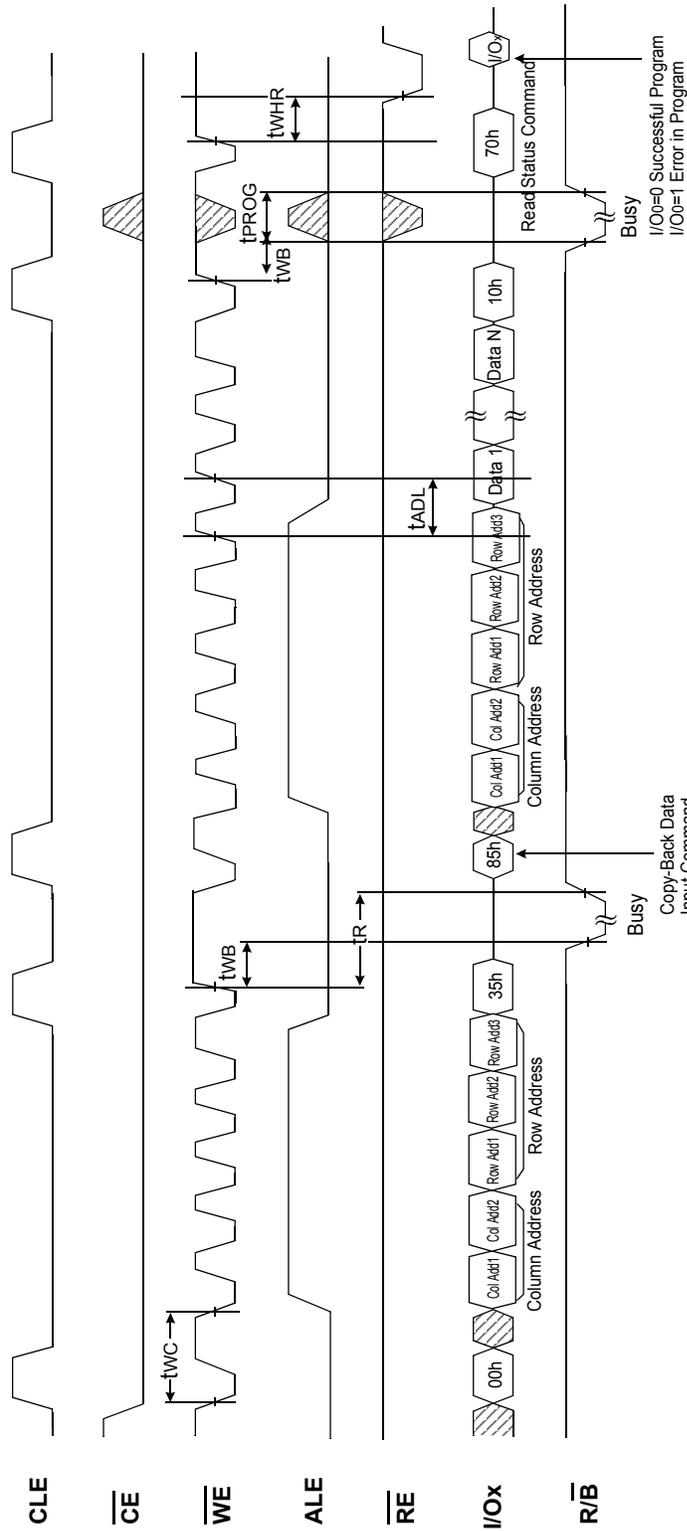 CLE
CE
WE
tWC
tWB
tWB
tPROG
tWHR
ALE
tADL
RE
tR
I/Ox
00h
Col Add1
Col Add2
Row Add1
Row Add2
Row Add3
35h
85h
Col Add1
Col Add2
Row Add1
Row Add2
Row Add3
Data 1
Data N
10h
70h
I/Ox
Column Address
Row Address
Column Address
Row Address
Read Status Command
R/B
Busy
Busy
Copy-Back Data
Input Command
I/O0=0 Successful Program
I/O0=1 Error in Program